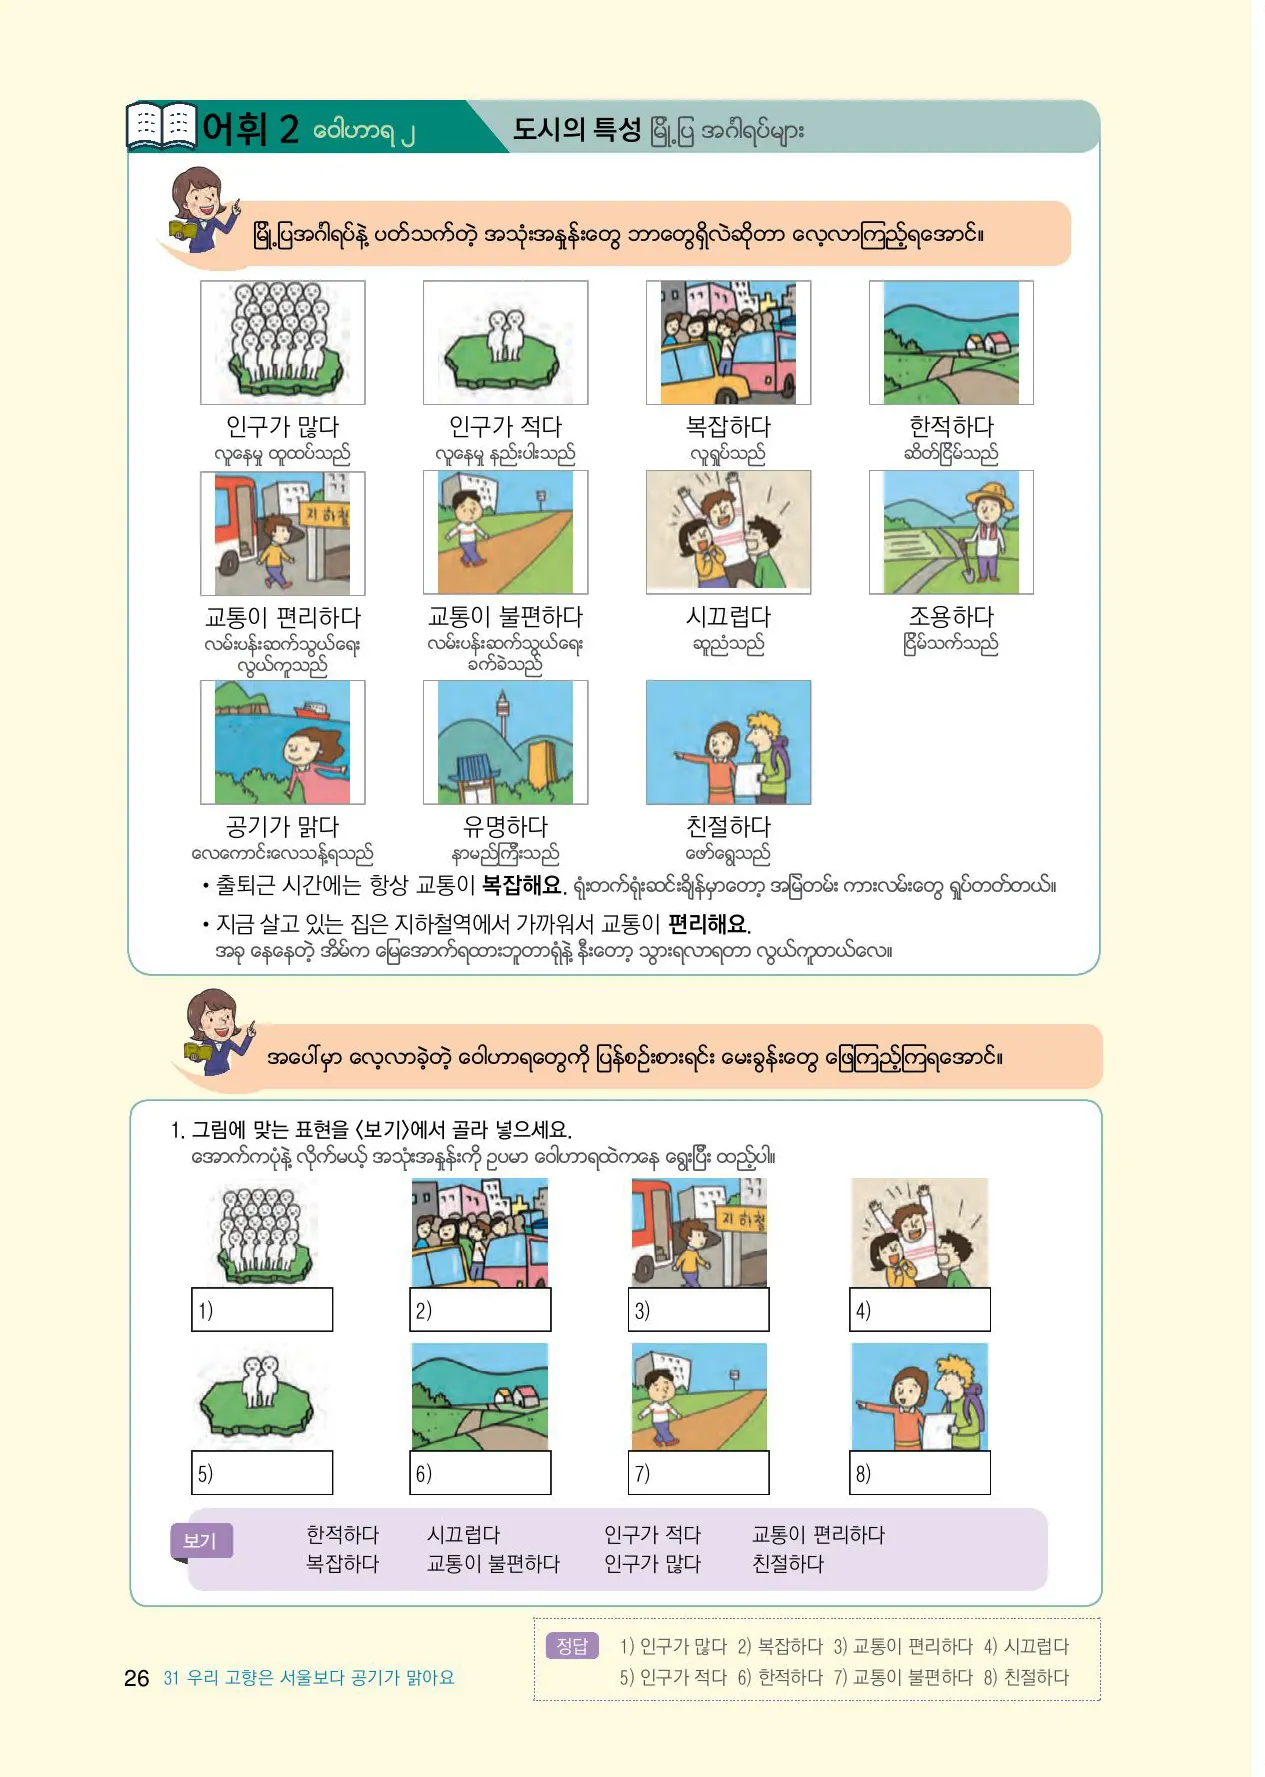 어휘 2 ဝေါဟာရ ၂ 도시의 특성 မြို့ပြ အင်္ဂါရပ်များ
မြို့ပြအင်္ဂါရပ်နဲ့ ပတ်သက်တဲ့ အသုံးအနှုန်းတွေ ဘာတွေရှိလဲဆိုတာ လေ့လာကြည့်ရအောင်။
인구가 많다 인구가 적다 복잡하다 한적하다
လူနေမှု ထူထပ်သည် လူနေမှု နည်းပါးသည် လူရှုပ်သည် ဆိတ်ငြိမ်သည်
지하철
교통이 편리하다 교통이 불편하다 시끄럽다 조용하다
လမ်းပန်းဆက်သွယ်ရေး လမ်းပန်းဆက်သွယ်ရေး ဆူညံသည် ငြိမ်သက်သည်
လွယ်ကူသည် ခက်ခဲသည်
공기가 맑다 유명하다 친절하다
လေကောင်းလေသန့်ရသည် နာမည်ကြီးသည် ဖော်ရွေသည်
• 출퇴근 시간에는 항상 교통이 복잡해요. ရုံးတက်ရုံးဆင်းချိန်မှာတော့ အမြဲတမ်း ကားလမ်းတွေ ရှုပ်တတ်တယ်။
• 지금 살고 있는 집은 지하철역에서 가까워서 교통이 편리해요.
အခု နေနေတဲ့ အိမ်က မြေအောက်ရထားဘူတာရုံနဲ့ နီးတော့ သွားရလာရတာ လွယ်ကူတယ်လေ။
အပေါ်မှာ လေ့လာခဲ့တဲ့ ဝေါဟာရတွေကို ပြန်စဉ်းစားရင်း မေးခွန်းတွေ ဖြေကြည့်ကြရအောင်။
1. 그림에 맞는 표현을 〈보기〉에서 골라 넣으세요.
အောက်ကပုံနဲ့ လိုက်မယ့် အသုံးအနှုန်းကို ဥပမာ ဝေါဟာရထဲကနေ ရွေးပြီး ထည့်ပါ။
지하철
1) 2) 3) 4)
5) 6) 7) 8)
보기 한적하다 시끄럽다 인구가 적다 교통이 편리하다
복잡하다 교통이 불편하다 인구가 많다 친절하다
정답 1) 인구가 많다 2) 복잡하다 3) 교통이 편리하다 4) 시끄럽다
5) 인구가 적다 6) 한적하다 7) 교통이 불편하다 8) 친절하다
26 31 우리 고향은 서울보다 공기가 맑아요